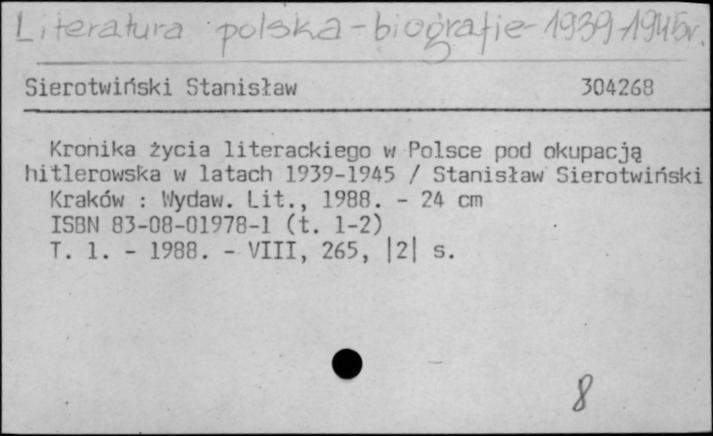 Literatura polska - biografie - 1939-1945r.
Sierotwiński Stanisław 304268
Kronika życia literackiego w Polsce pod okupacją
hitlerowska w latach 1939-1945 / Stanisław Sierotwiński
Kraków : Wydaw. Lit., 1988. - 24 cm
ISBN 83-08-01978-1 (t. 1-2)
T. 1. - 1988. - VIII, 265, |2| s.
8